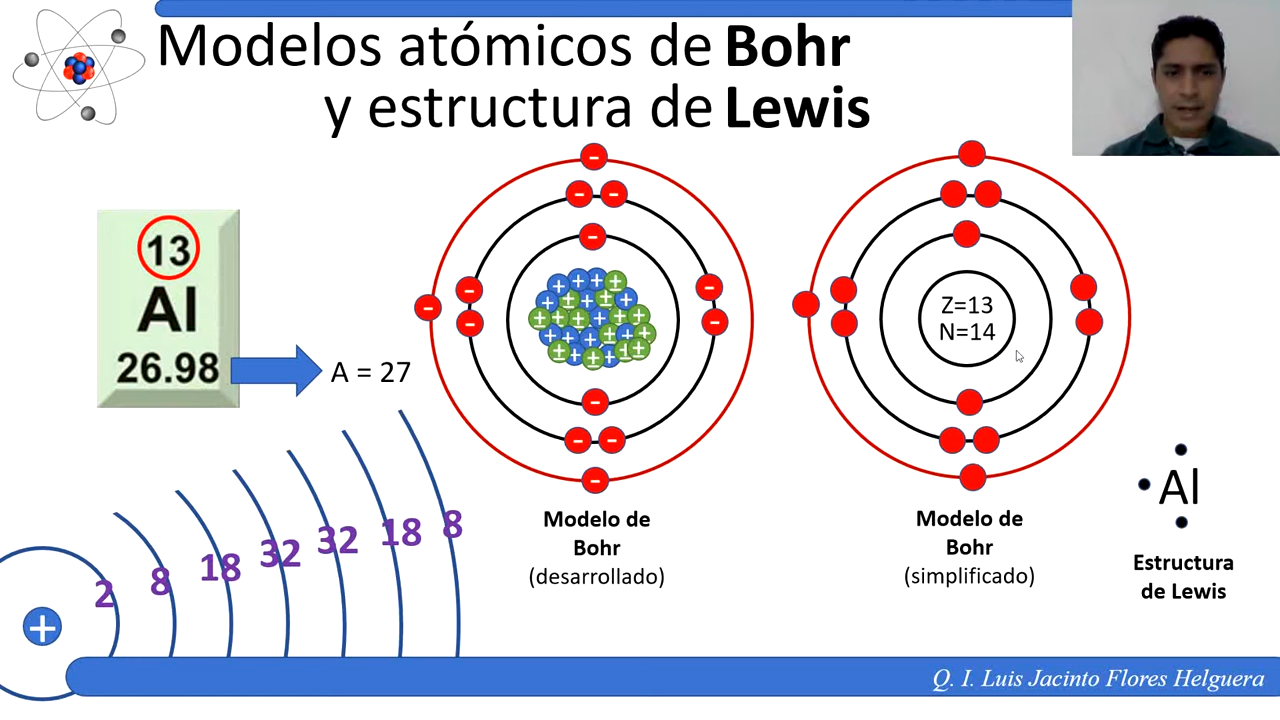 Modelos atómicos de Bohr
y estructura de Lewis
13
Al
26.98
A = 27
Z=13
N=14
2 8 18 32 32 18 8
Modelo de
Bohr
(desarrollado)
Modelo de
Bohr
(simplificado)
Al
Estructura
de Lewis
Q. I. Luis Jacinto Flores Helguera